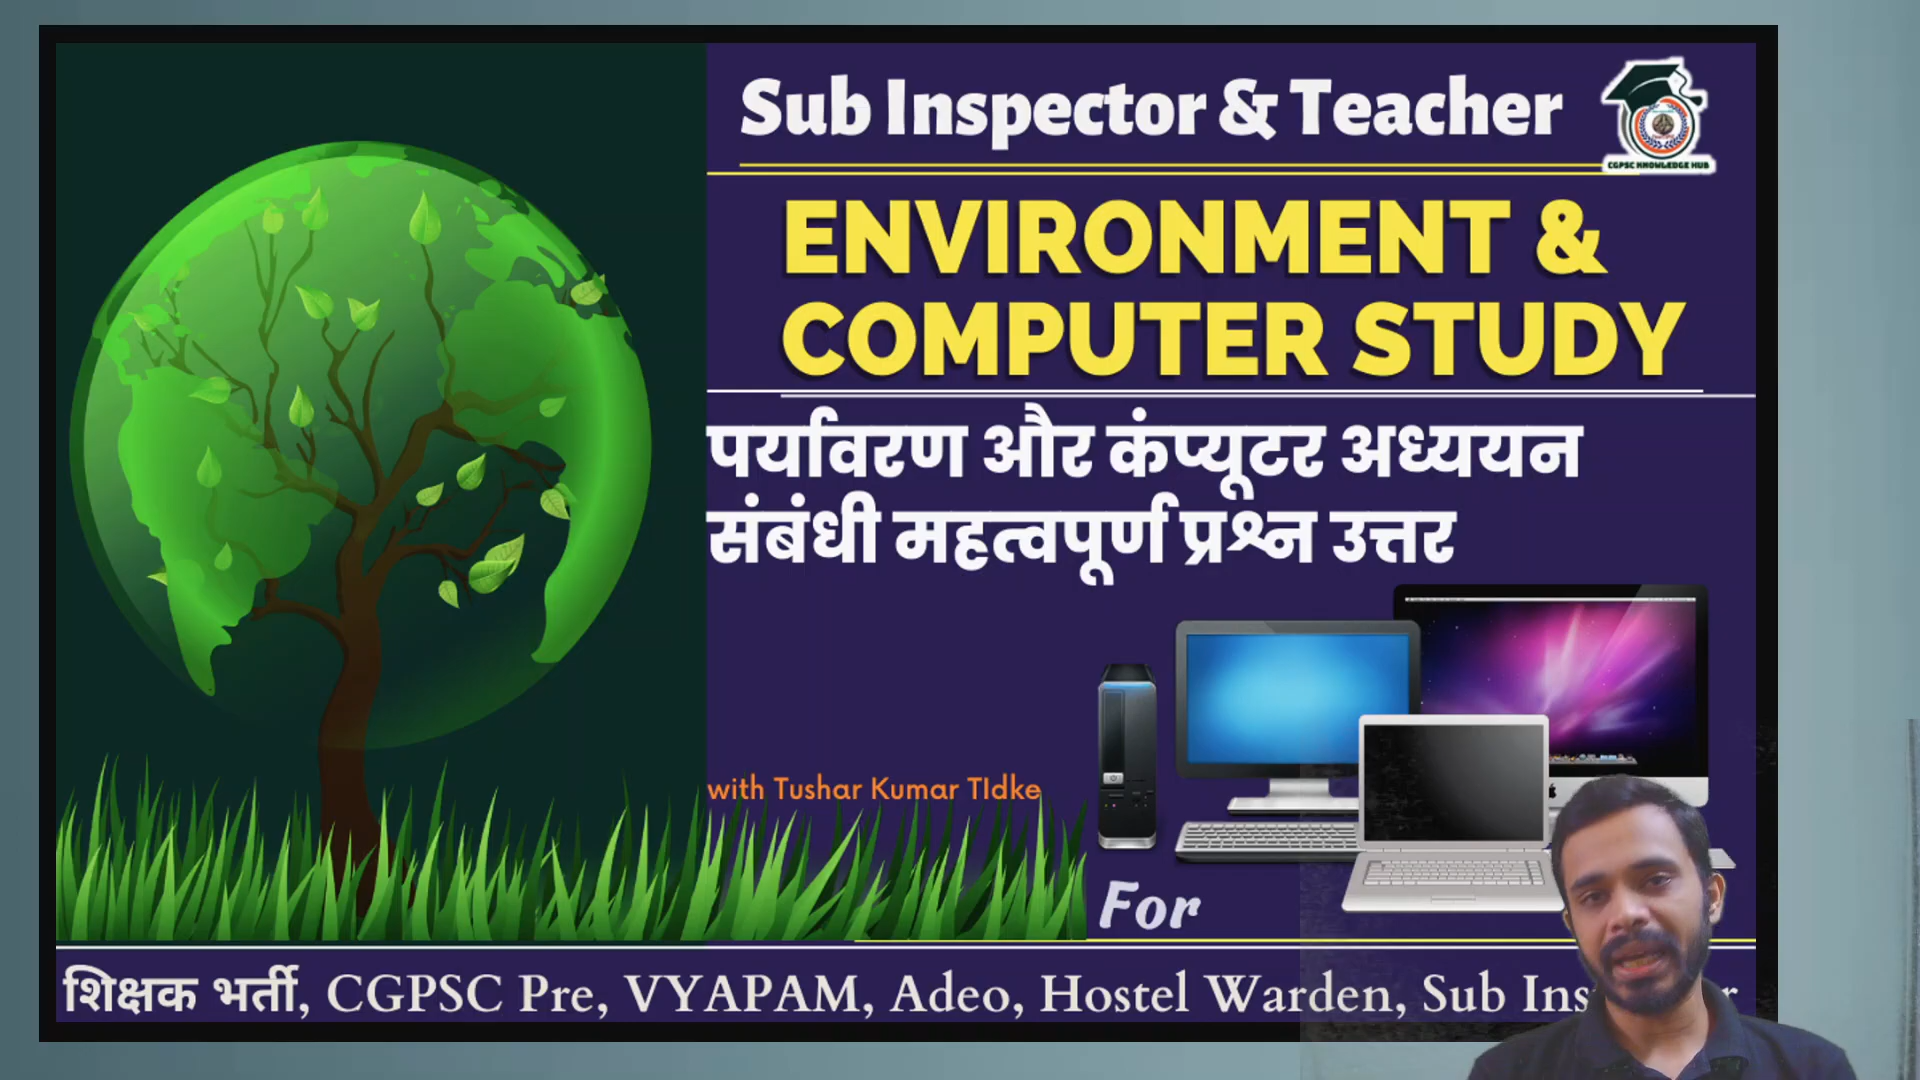 Sub Inspector & Teacher
CGPSC KNOWLEDGE HUB
ENVIRONMENT &
COMPUTER STUDY
पर्यावरण और कंप्यूटर अध्ययन
संबंधी महत्वपूर्ण प्रश्न उत्तर
with Tushar Kumar TIdke
For
शिक्षक भर्ती, CGPSC Pre, VYAPAM, Adeo, Hostel Warden, Sub